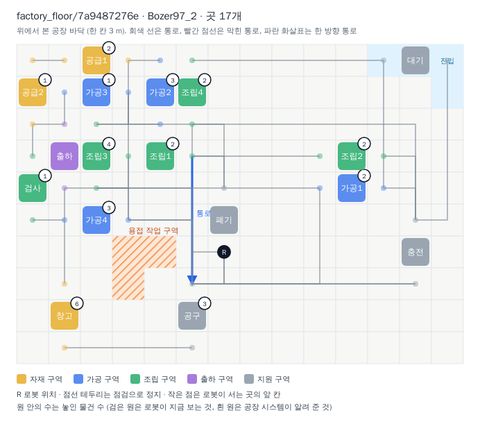 factory_floor/7a9487276e · Bozer97_2 · 곳 17개
위에서 본 공장 바닥 (한 칸 3 m). 회색 선은 통로, 빨간 점선은 막힌 통로, 파란 화살표는 한 방향 통로
공급1 2
대기
전립
공급2 1
가공3 1
가공2 3
조립4 2
출하
조립3 4
조립1 2
조립2 2
검사 1
가공1 2
가공4 3
통로
폐기
용접 작업 구역
R
충전
창고 6
공구 3
자재 구역
가공 구역
조립 구역
출하 구역
지원 구역
R 로봇 위치 · 점선 테두리는 점검으로 정지 · 작은 점은 로봇이 서는 곳의 앞 칸
원 안의 수는 놓인 물건 수 (검은 원은 로봇이 지금 보는 것, 흰 원은 공장 시스템이 알려 준 것)